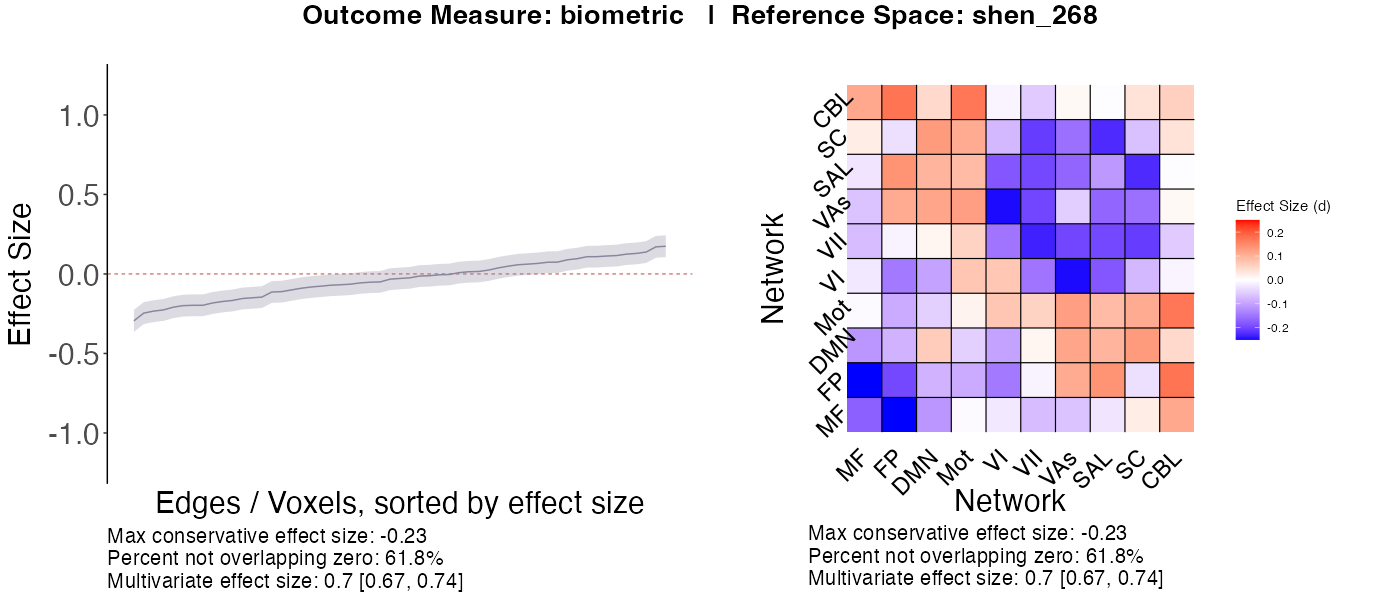 Outcome Measure: biometric | Reference Space: shen_268
Effect Size
1.0
0.5
0.0
-0.5
-1.0
Edges / Voxels, sorted by effect size
Max conservative effect size: -0.23
Percent not overlapping zero: 61.8%
Multivariate effect size: 0.7 [0.67, 0.74]
Network
CBL
SC
SAL
VAs
VII
VI
Mot
DMN
FP
MF
MF
FP
DMN
Mot
VI
VII
VAs
SAL
SC
CBL
Network
Max conservative effect size: -0.23
Percent not overlapping zero: 61.8%
Multivariate effect size: 0.7 [0.67, 0.74]
Effect Size (d)
0.2
0.1
0.0
-0.1
-0.2